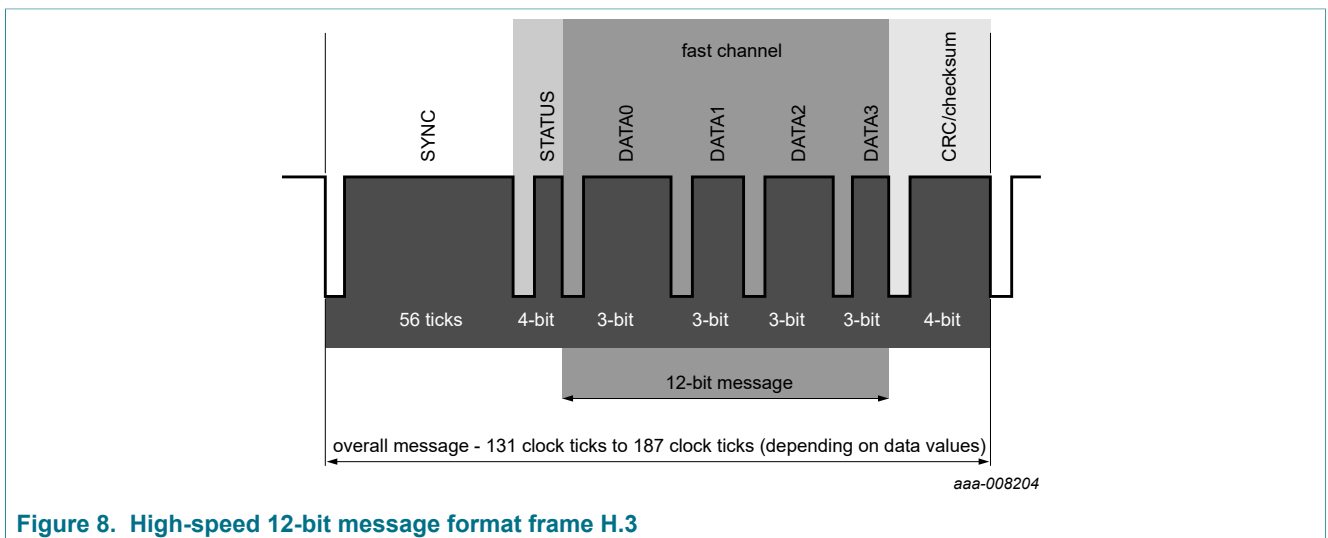 fast channel
SYNC
STATUS
DATA0
DATA1
DATA2
DATA3
CRC/checksum
56 ticks 4-bit 3-bit 3-bit 3-bit 3-bit 4-bit
12-bit message
overall message - 131 clock ticks to 187 clock ticks (depending on data values)
aaa-008204
Figure 8. High-speed 12-bit message format frame H.3